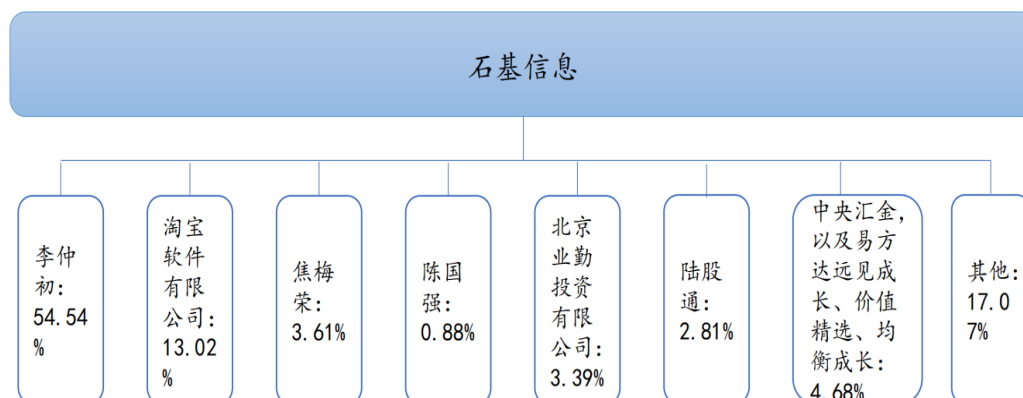 石基信息
李仲
初：
54.54
%
淘宝
软件有
限
公司：
13.02
%
焦梅
荣：
3.61%
陈国
强：
0.88%
北京
业勤
投资
有限
公司：
3.39%
陆股
通：
2.81%
中央汇金，
以及易方
达远见成
长、价值
精选、均
衡成长：
4.68%
其他：
17.0
7%